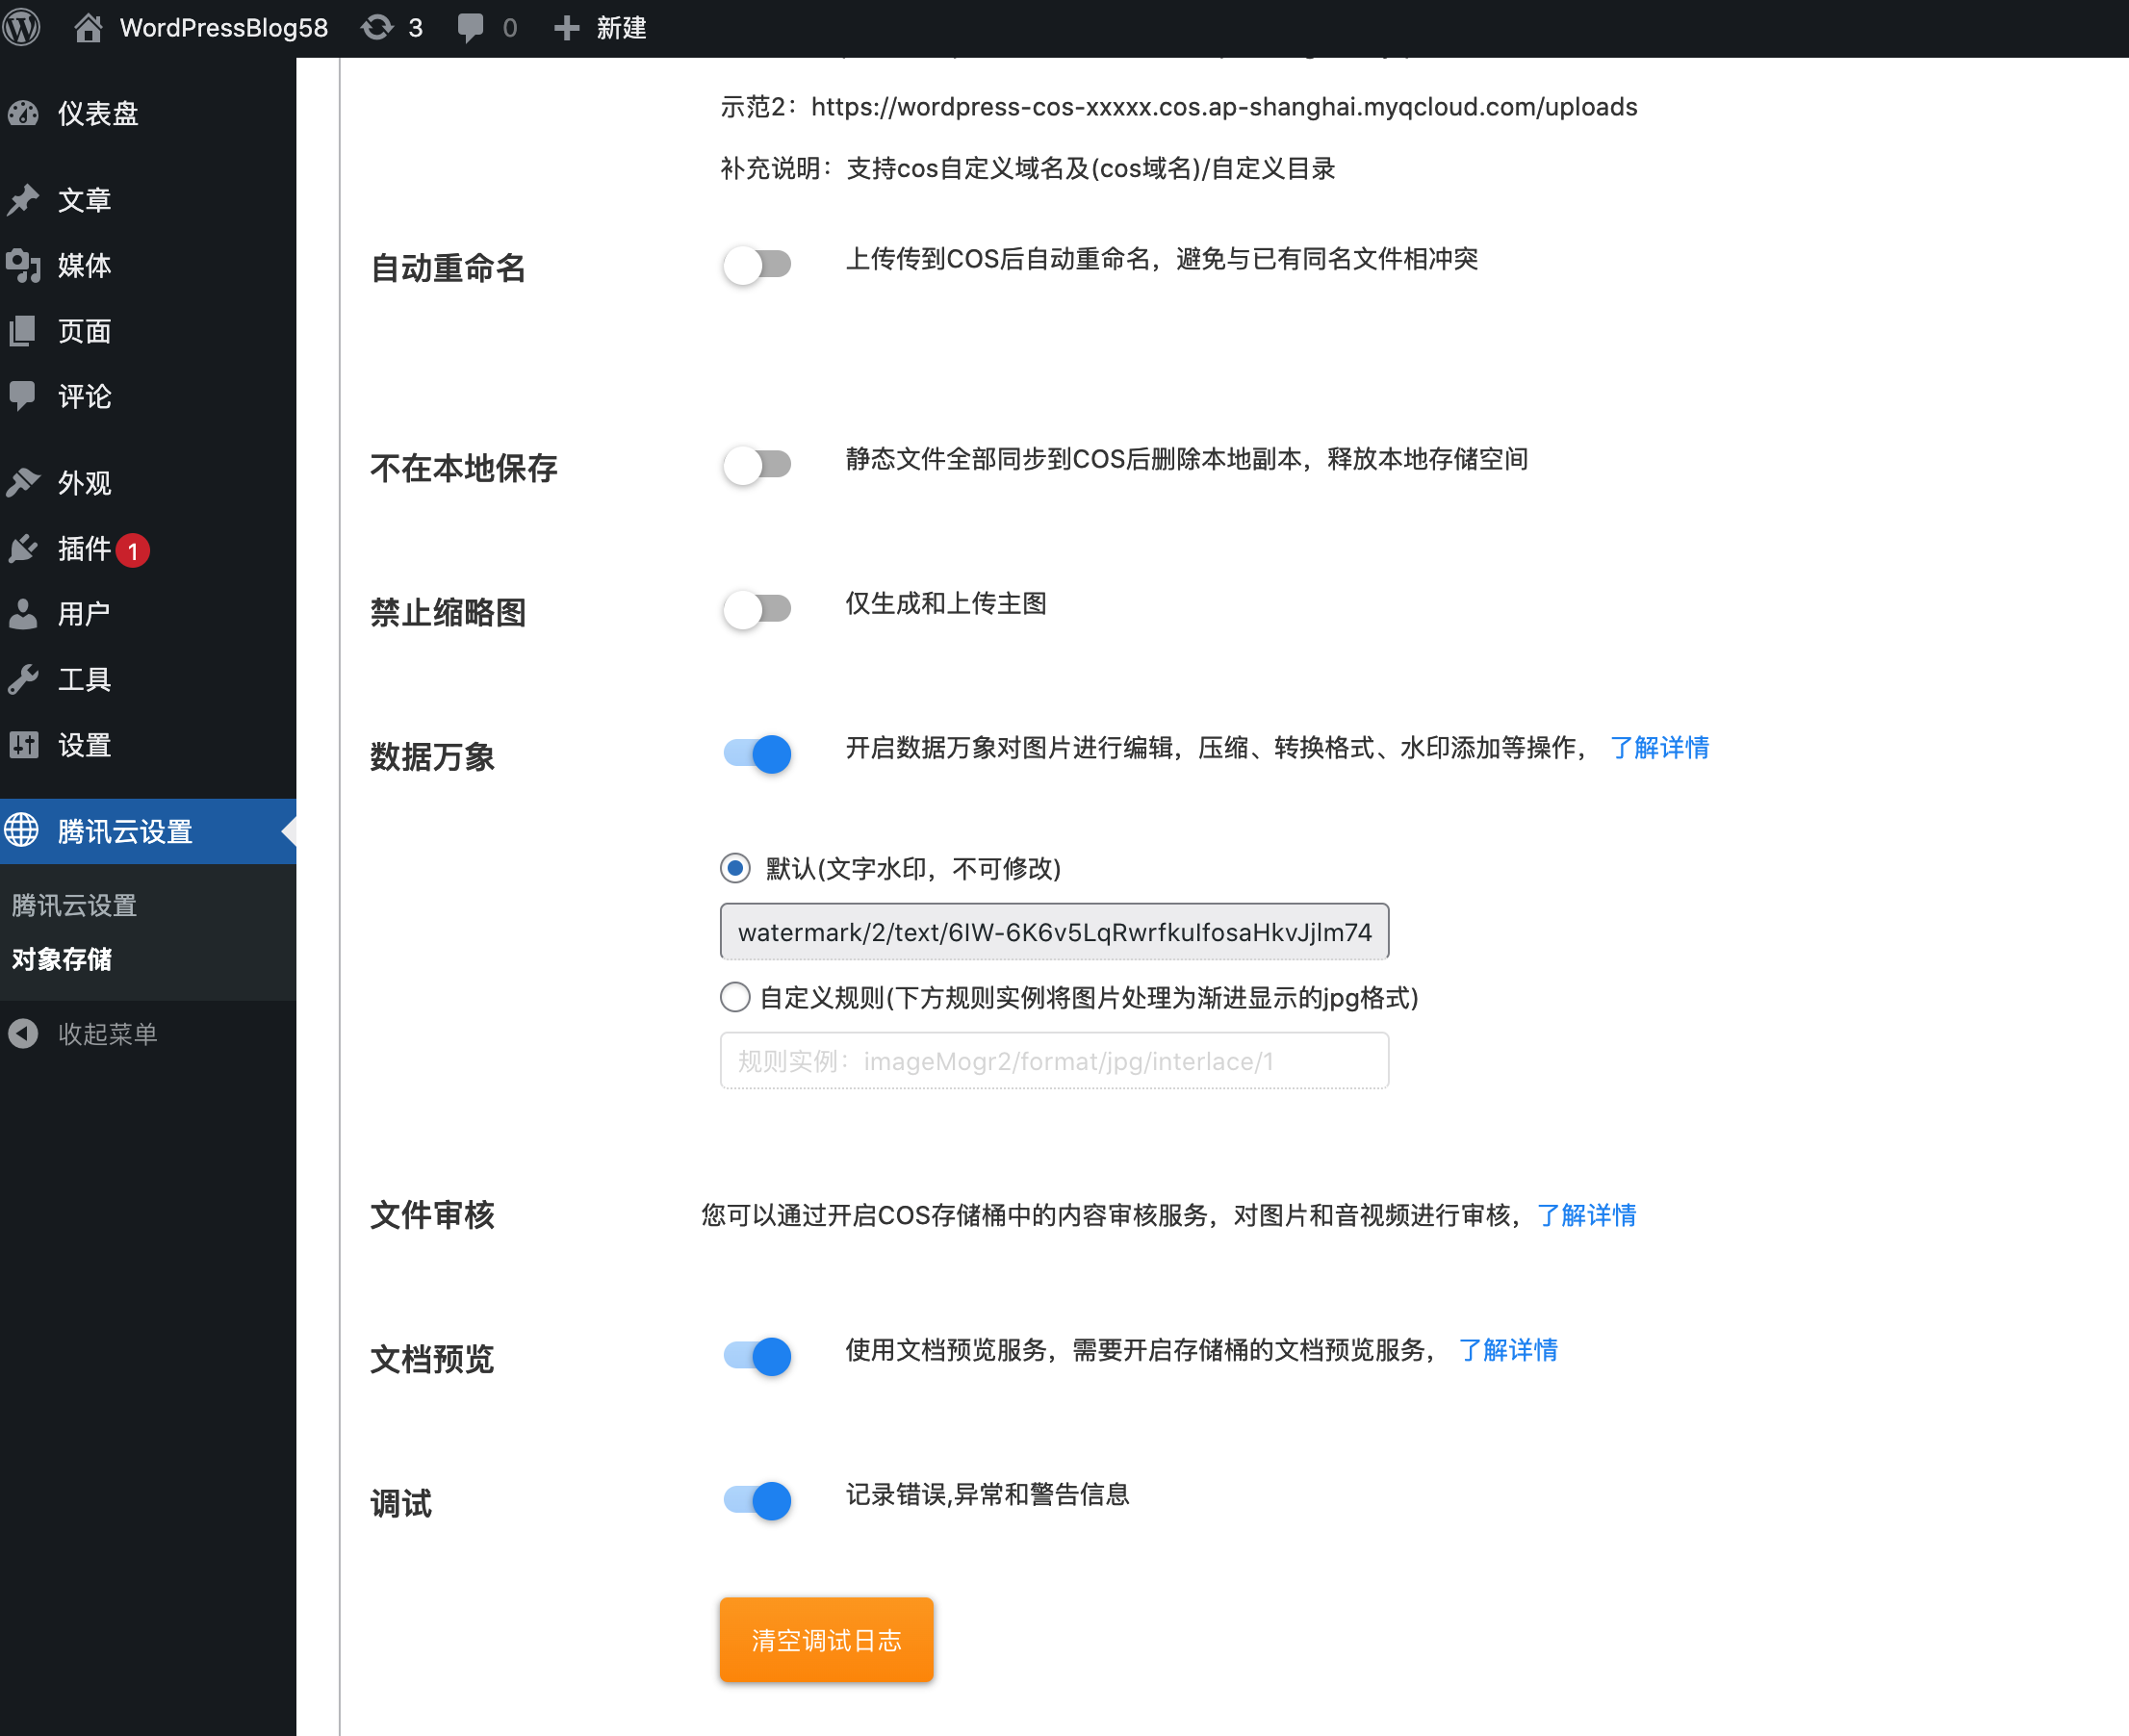 WordPressBlog58
3
0
新建
仪表盘
文章
媒体
页面
评论
外观
插件 1
用户
工具
设置
腾讯云设置
腾讯云设置
对象存储
收起菜单
示范2：https://wordpress-cos-xxxxx.cos.ap-shanghai.myqcloud.com/uploads
补充说明：支持cos自定义域名及(cos域名)/自定义目录
自动重命名
上传传到COS后自动重命名，避免与已有同名文件相冲突
不在本地保存
静态文件全部同步到COS后删除本地副本，释放本地存储空间
禁止缩略图
仅生成和上传主图
数据万象
开启数据万象对图片进行编辑，压缩、转换格式、水印添加等操作， 了解详情
默认(文字水印，不可修改)
watermark/2/text/6IW-6K6v5LqRwrfkuIfosaHkvJjlm74
自定义规则(下方规则实例将图片处理为渐进显示的jpg格式)
规则实例：imageMogr2/format/jpg/interlace/1
文件审核
您可以通过开启COS存储桶中的内容审核服务，对图片和音视频进行审核，了解详情
文档预览
使用文档预览服务，需要开启存储桶的文档预览服务， 了解详情
调试
记录错误,异常和警告信息
清空调试日志